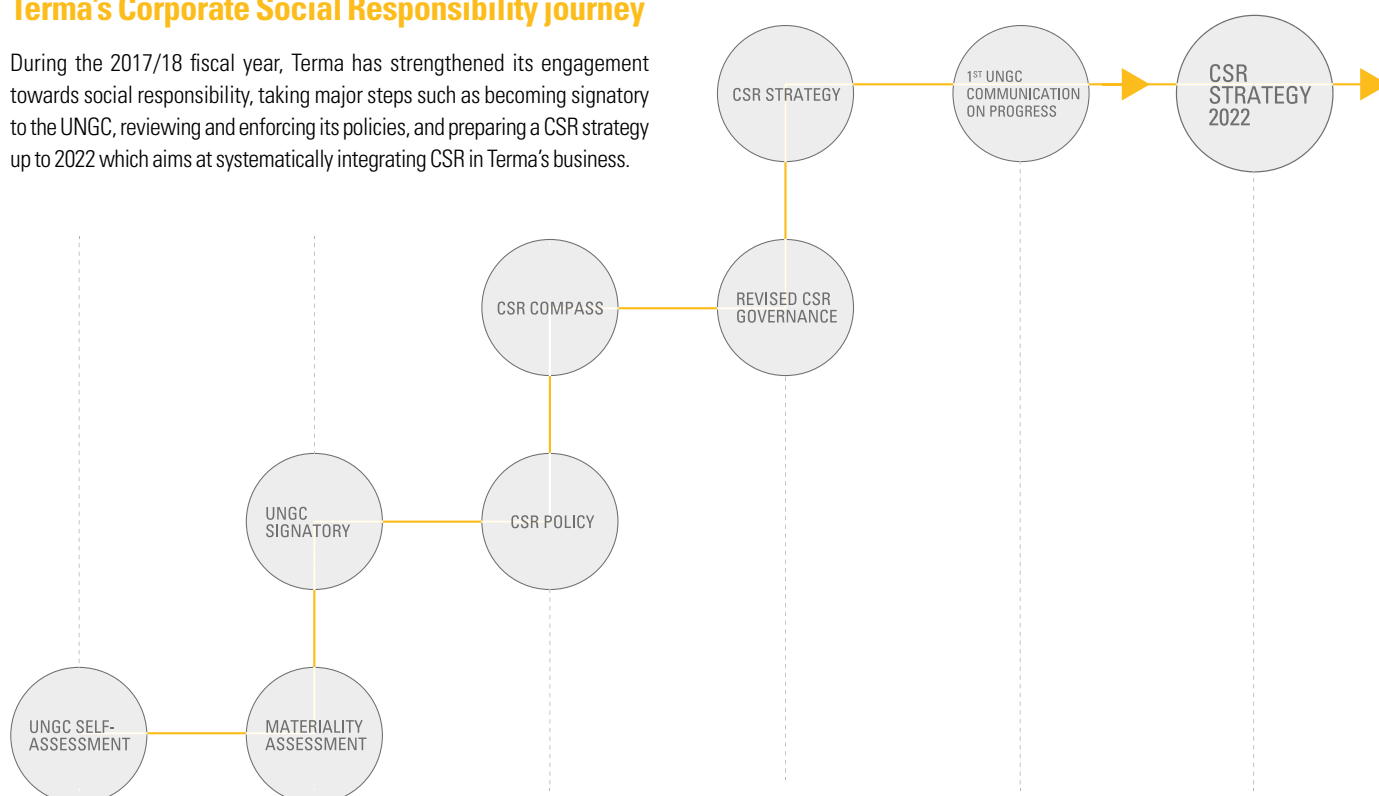 Terma's Corporate Social Responsibility journey
During the 2017/18 fiscal year, Terma has strengthened its engagement
towards social responsibility, taking major steps such as becoming signatory
to the UNGC, reviewing and enforcing its policies, and preparing a CSR strategy
up to 2022 which aims at systematically integrating CSR in Terma's business.
CSR STRATEGY
1ST UNGC
COMMUNICATION
ON PROGRESS
CSR
STRATEGY
2022
CSR COMPASS
REVISED CSR
GOVERNANCE
UNGC
SIGNATORY
CSR POLICY
UNGC SELF-
ASSESSMENT
MATERIALITY
ASSESSMENT